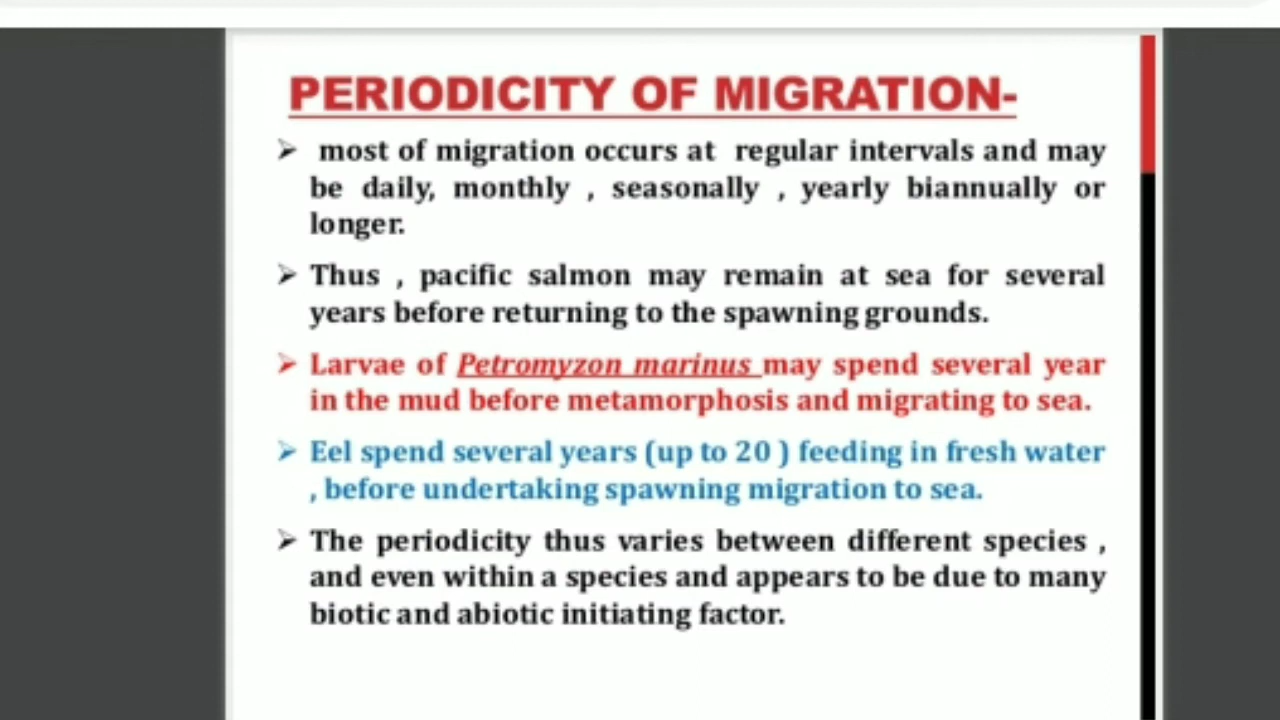 PERIODICITY OF MIGRATION-
➢ most of migration occurs at regular intervals and may
be daily, monthly , seasonally , yearly biannually or
longer.
➢ Thus , pacific salmon may remain at sea for several
years before returning to the spawning grounds.
➢ Larvae of Petromyzon marinus may spend several year
in the mud before metamorphosis and migrating to sea.
➢ Eel spend several years (up to 20 ) feeding in fresh water
, before undertaking spawning migration to sea.
➢ The periodicity thus varies between different species ,
and even within a species and appears to be due to many
biotic and abiotic initiating factor.